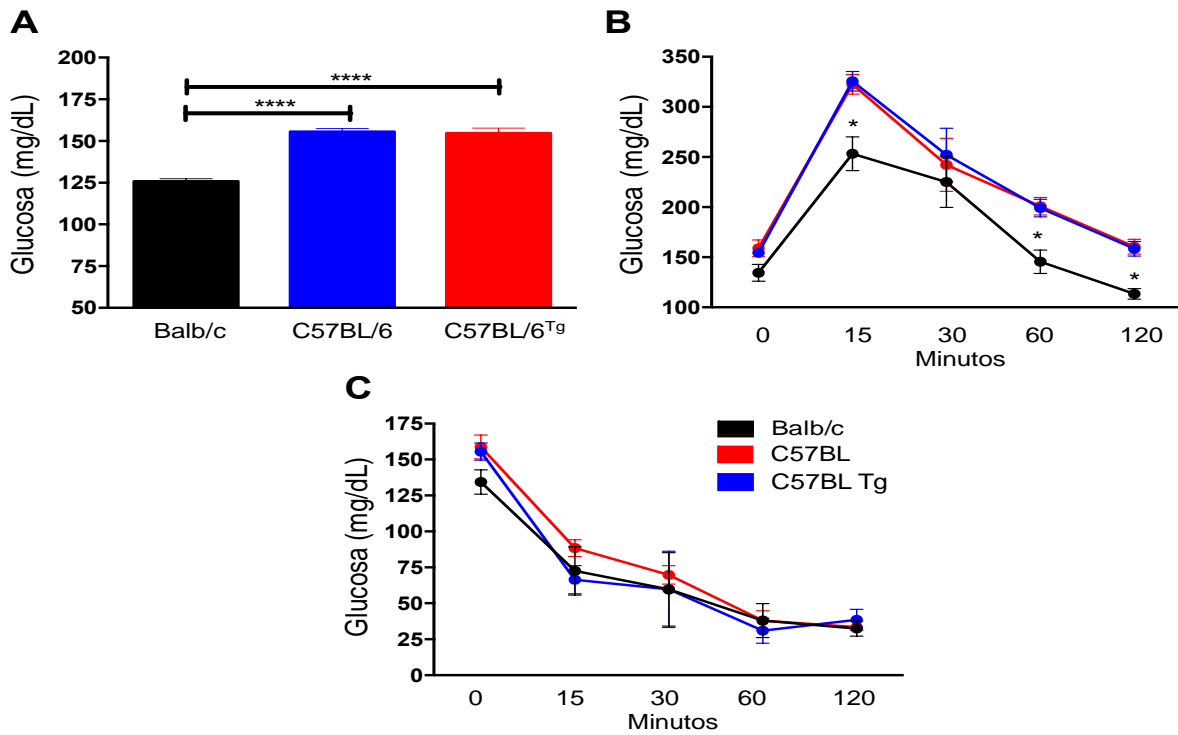 A
Glucosa (mg/dL)
200
175
150
125
100
75
50
****
****
Balb/c
C57BL/6
C57BL/6Tg
B
Glucosa (mg/dL)
350
300
250
200
150
100
*
*
*
0 15 30 60 120
Minutos
C
Glucosa (mg/dL)
175
150
125
100
75
50
25
0
Balb/c
C57BL
C57BL Tg
0 15 30 60 120
Minutos